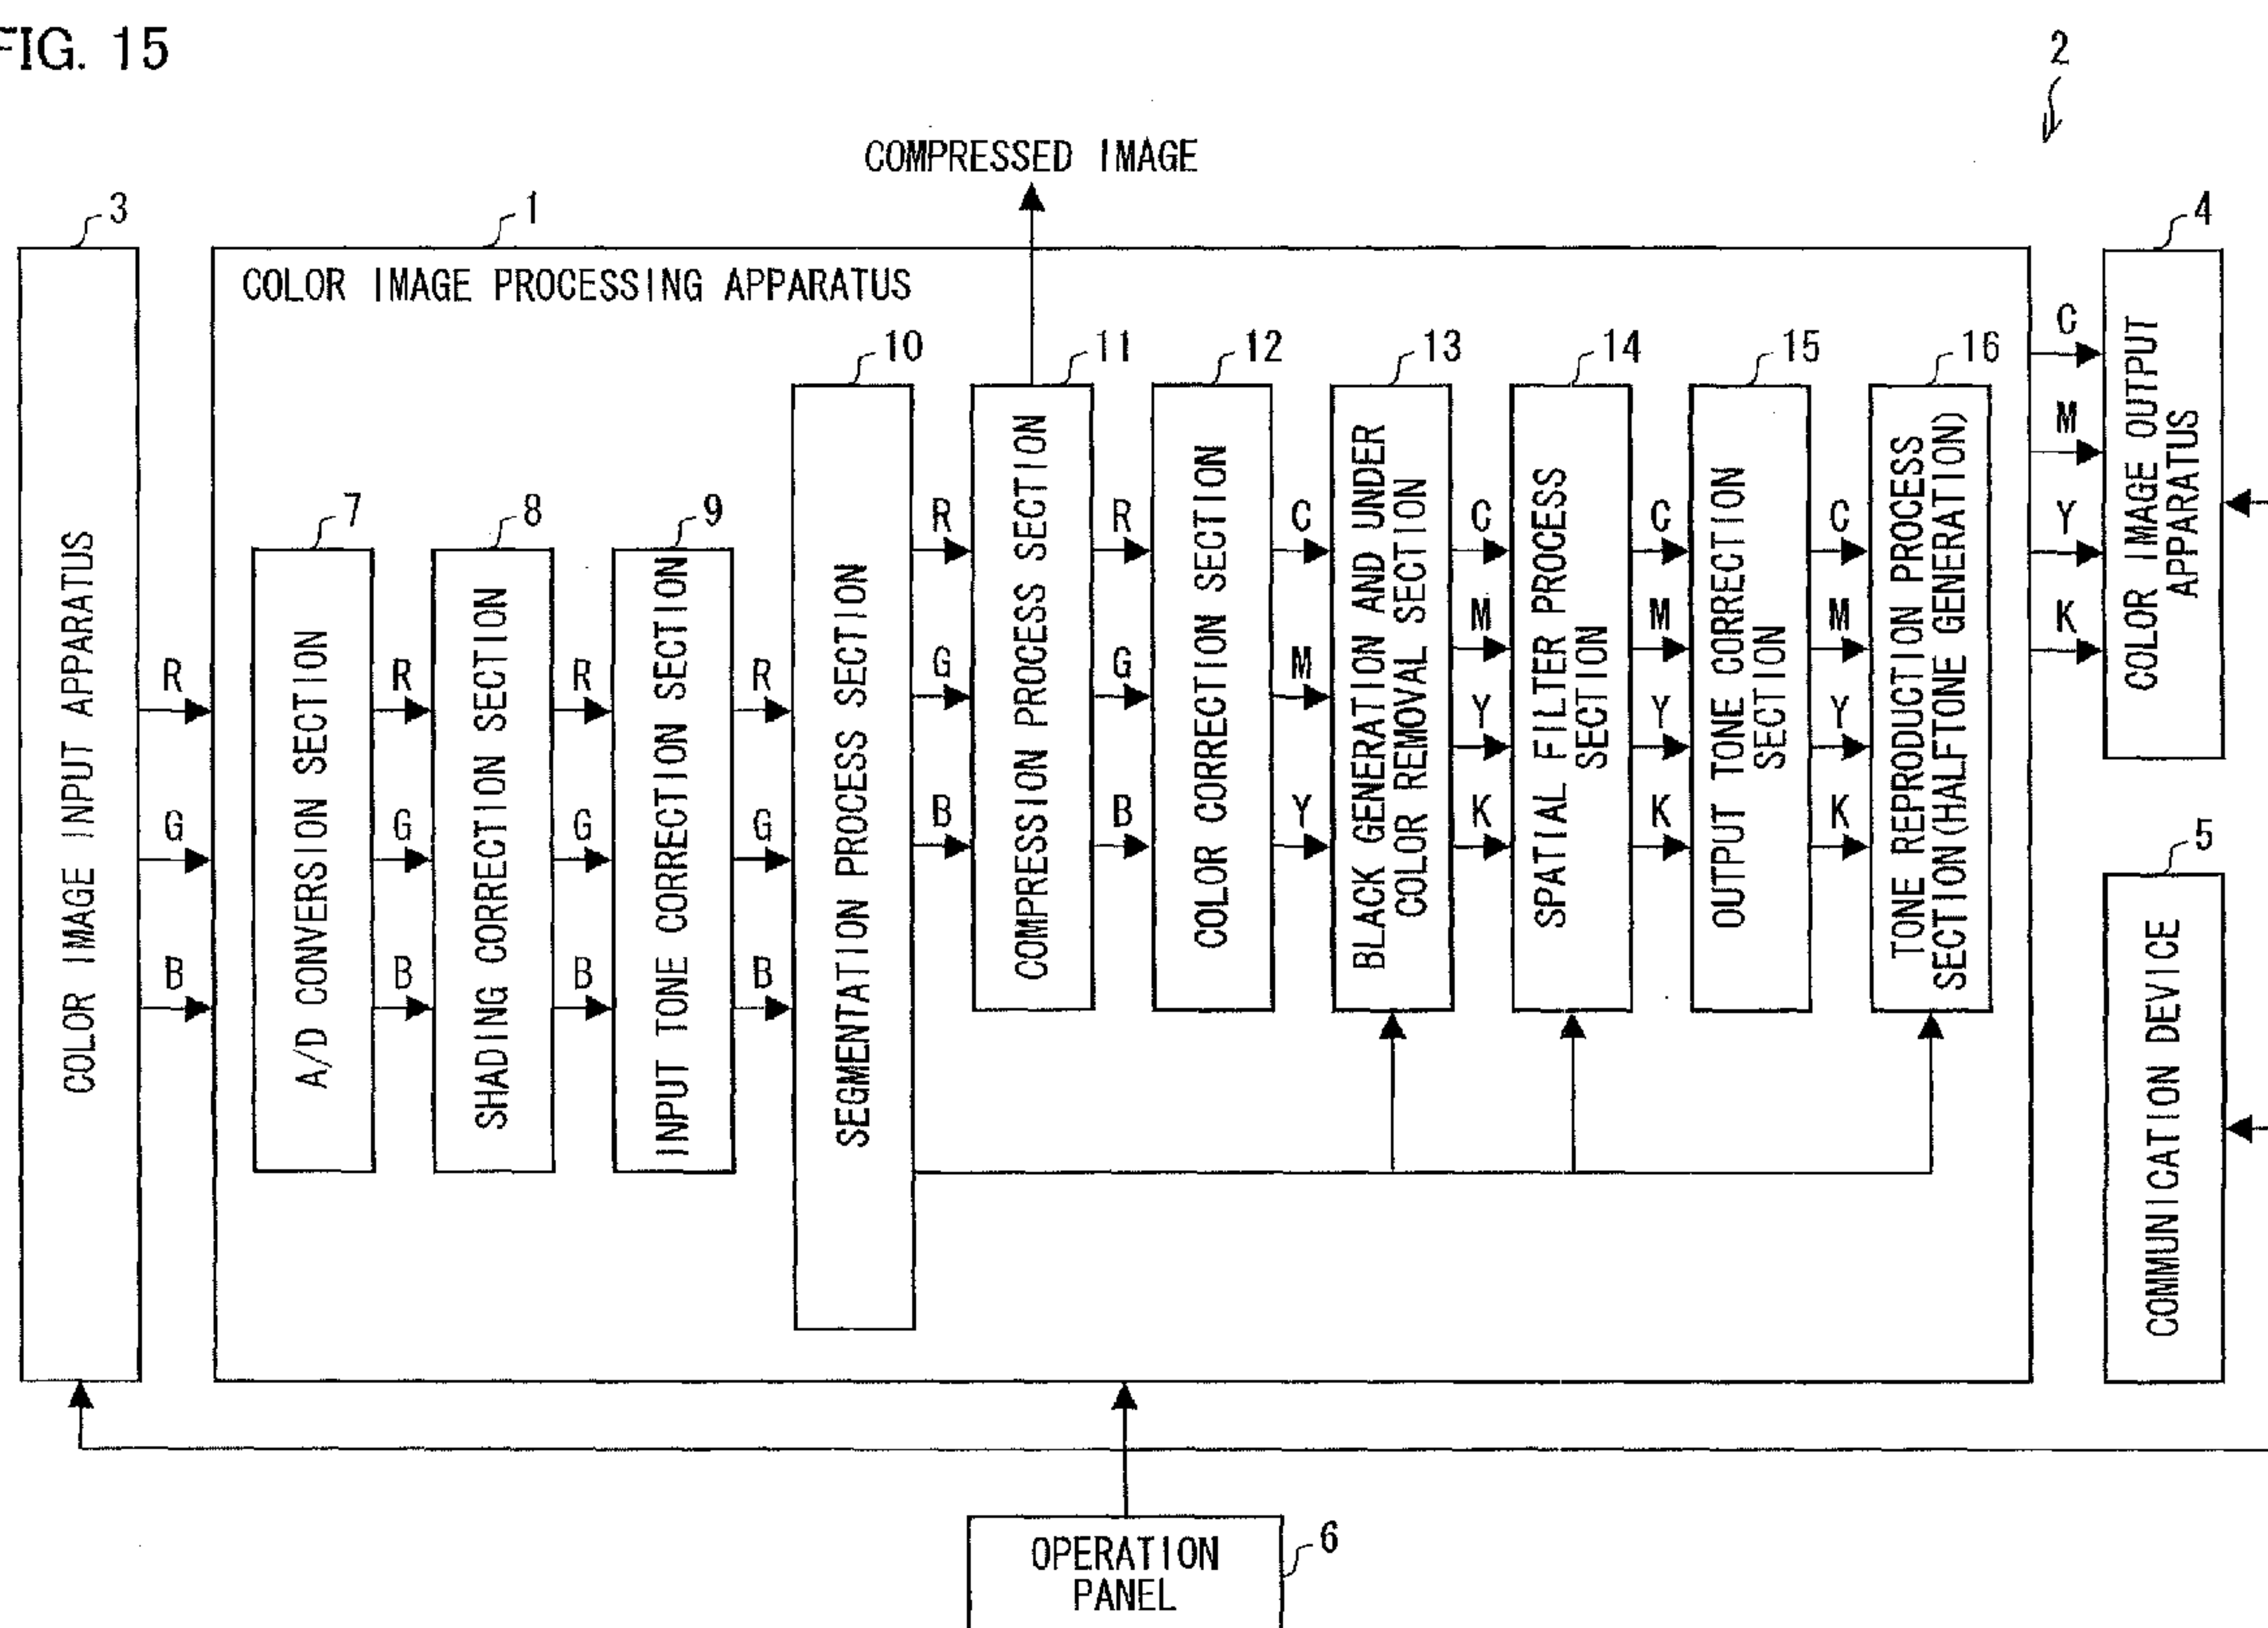 FIG. 15
2
COMPRESSED IMAGE
3
1
4
COLOR IMAGE PROCESSING APPARATUS
10
11
12
13
14
15
16
7
8
9
5
6
COLOR IMAGE INPUT APPARATUS
R
G
B
A/D CONVERSION SECTION
R
G
B
SHADING CORRECTION SECTION
R
G
B
INPUT TONE CORRECTION SECTION
R
G
B
SEGMENTATION PROCESS SECTION
R
G
B
COMPRESSION PROCESS SECTION
R
G
B
COLOR CORRECTION SECTION
C
M
Y
BLACK GENERATION AND UNDER
COLOR REMOVAL SECTION
C
M
Y
K
SPATIAL FILTER PROCESS
SECTION
C
M
Y
K
OUTPUT TONE CORRECTION
SECTION
C
M
Y
K
TONE REPRODUCTION PROCESS
SECTION(HALFTONE GENERATION)
C
M
Y
K
COLOR IMAGE OUTPUT
APPARATUS
COMMUNICATION DEVICE
OPERATION
PANEL